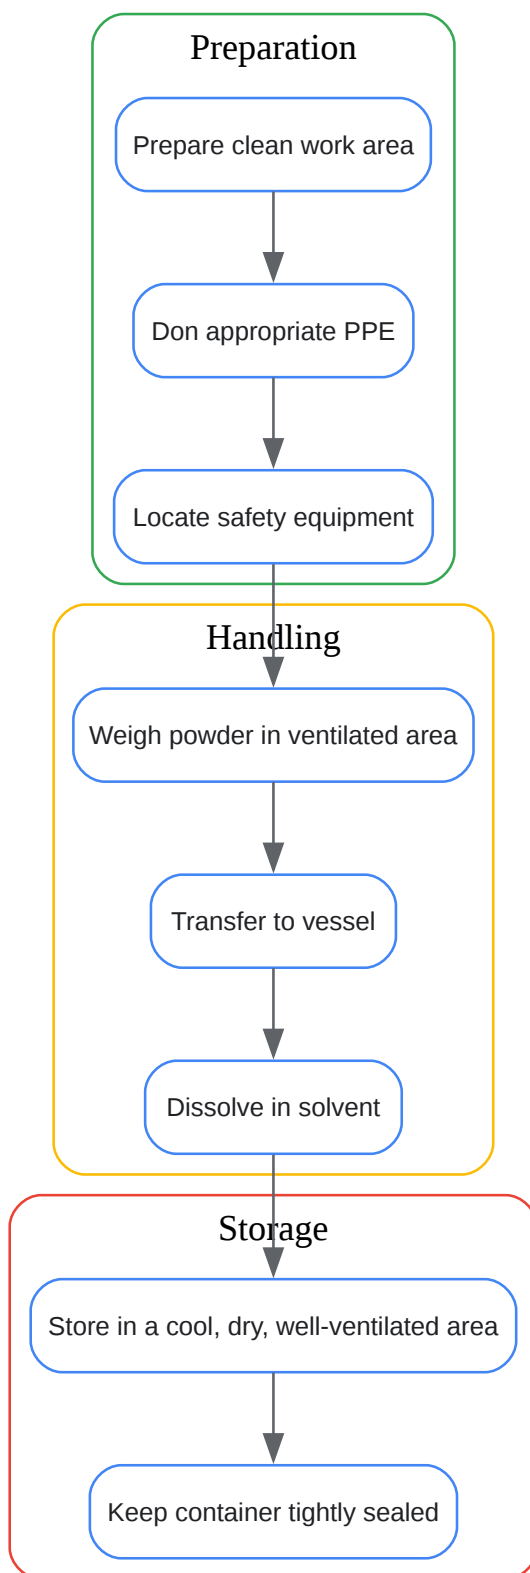 Preparation
Prepare clean work area
Don appropriate PPE
Locate safety equipment
Handling
Weigh powder in ventilated area
Transfer to vessel
Dissolve in solvent
Storage
Store in a cool, dry, well-ventilated area
Keep container tightly sealed